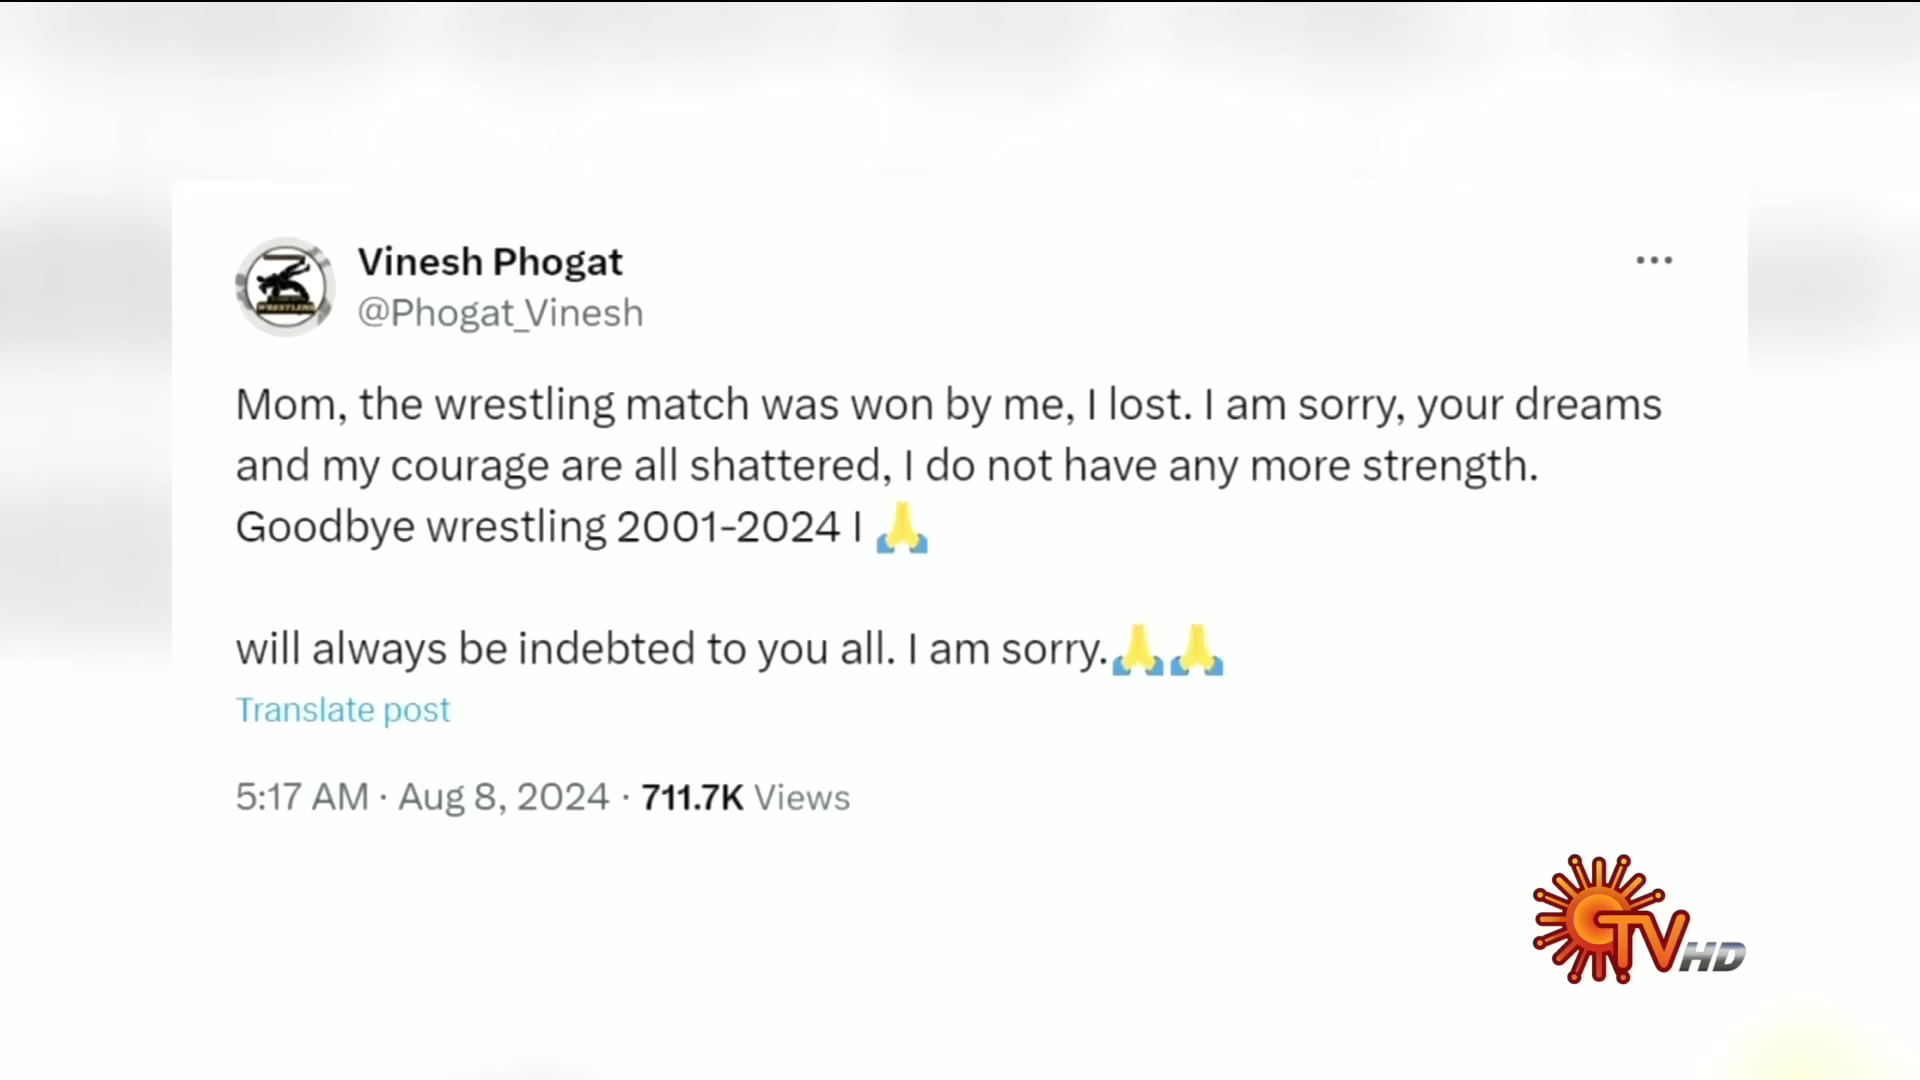 Vinesh Phogat
@Phogat_Vinesh
Mom, the wrestling match was won by me, I lost. I am sorry, your dreams
and my courage are all shattered, I do not have any more strength.
Goodbye wrestling 2001-2024 I 🙏
will always be indebted to you all. I am sorry.🙏🙏
Translate post
5:17 AM · Aug 8, 2024 · 711.7K Views
TV HD